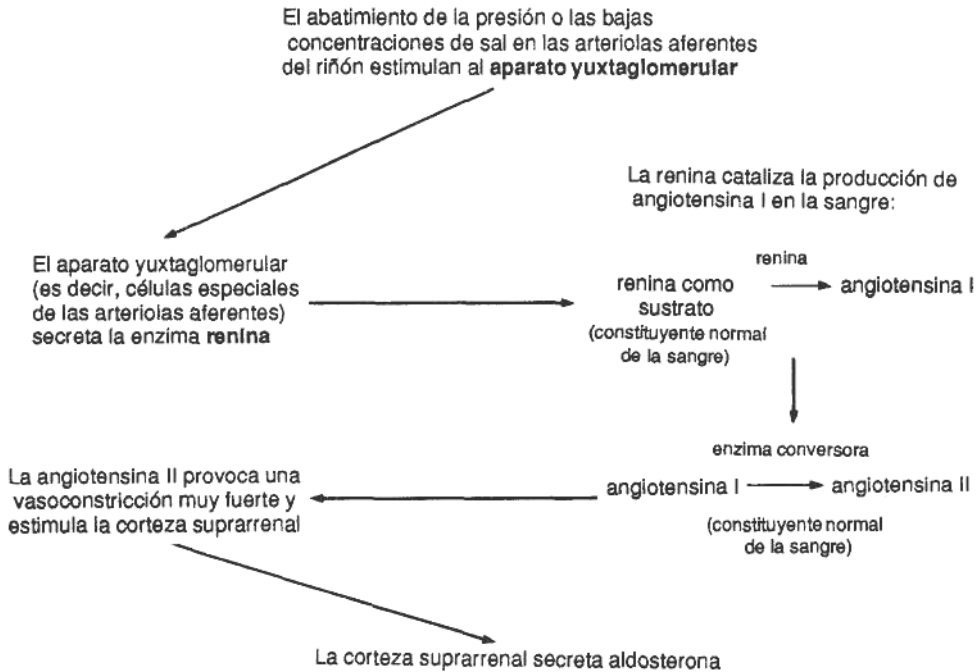 El abatimiento de la presión o las bajas
concentraciones de sal en las arteriolas aferentes
del riñón estimulan al aparato yuxtaglomerular
La renina cataliza la producción de
angiotensina I en la sangre:
El aparato yuxtaglomerular
(es decir, células especiales
de las arteriolas aferentes)
secreta la enzima renina
renina
renina como
sustrato
angiotensina I
(constituyente normal
de la sangre)
enzima conversora
angiotensina I
angiotensina II
(constituyente normal
de la sangre)
La angiotensina II provoca una
vasoconstricción muy fuerte y
estimula la corteza suprarrenal
La corteza suprarrenal secreta aldosterona